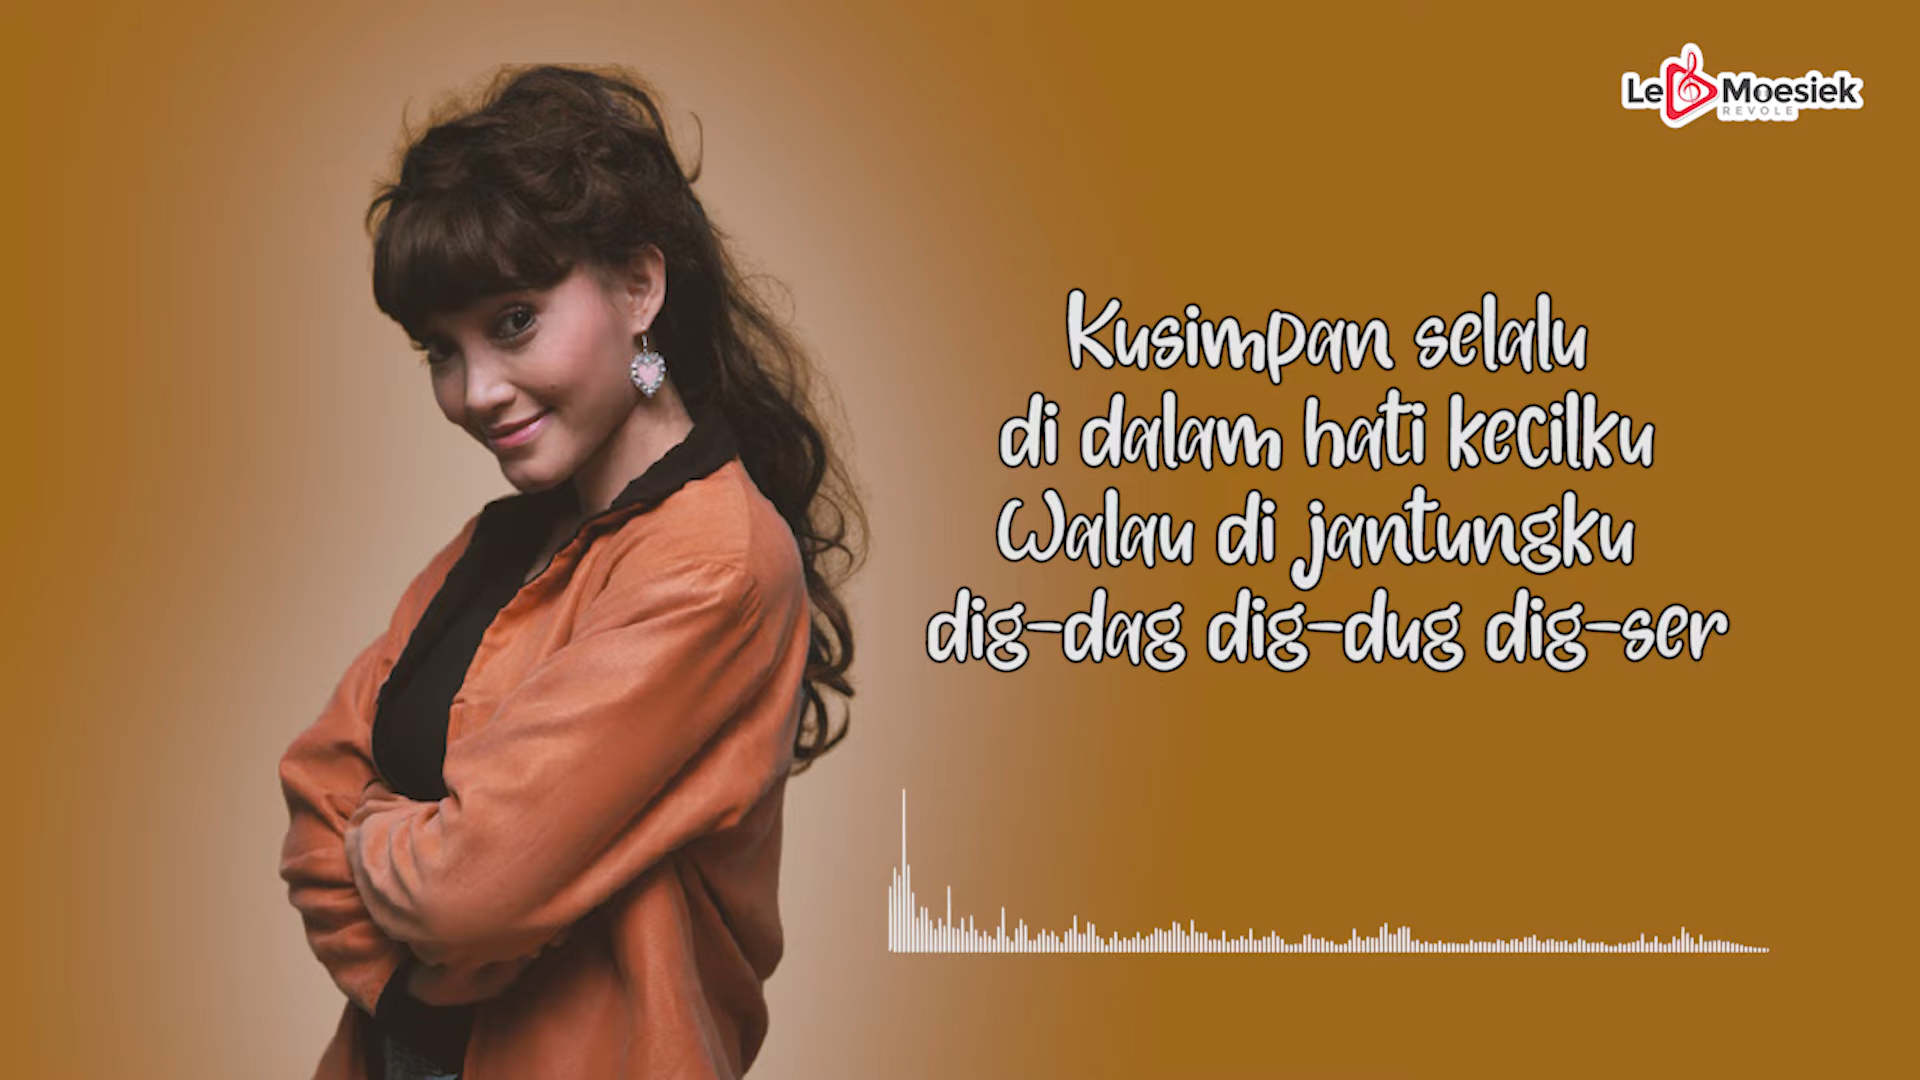 Le Moesiek
REVOLE
Kusimpan selalu
di dalam hati kecilku
Walau di jantungku
dig-dag dig-dug dig-ser